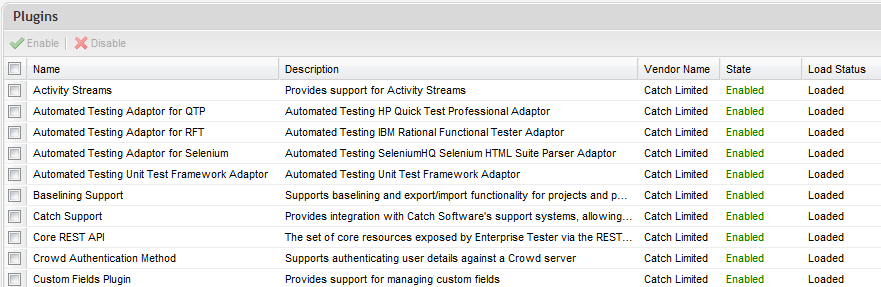 Plugins
Enable Disable
Name Description Vendor Name State Load Status
Activity Streams Provides support for Activity Streams Catch Limited Enabled Loaded
Automated Testing Adaptor for QTP Automated Testing HP Quick Test Professional Adaptor Catch Limited Enabled Loaded
Automated Testing Adaptor for RFT Automated Testing IBM Rational Functional Tester Adaptor Catch Limited Enabled Loaded
Automated Testing Adaptor for Selenium Automated Testing SeleniumHQ Selenium HTML Suite Parser Adaptor Catch Limited Enabled Loaded
Automated Testing Unit Test Framework Adaptor Automated Testing Unit Test Framework Adaptor Catch Limited Enabled Loaded
Baselining Support Supports baselining and export/import functionality for projects and p... Catch Limited Enabled Loaded
Catch Support Provides integration with Catch Software's support systems, allowing... Catch Limited Enabled Loaded
Core REST API The set of core resources exposed by Enterprise Tester via the REST... Catch Limited Enabled Loaded
Crowd Authentication Method Supports authenticating user details against a Crowd server Catch Limited Enabled Loaded
Custom Fields Plugin Provides support for managing custom fields Catch Limited Enabled Loaded